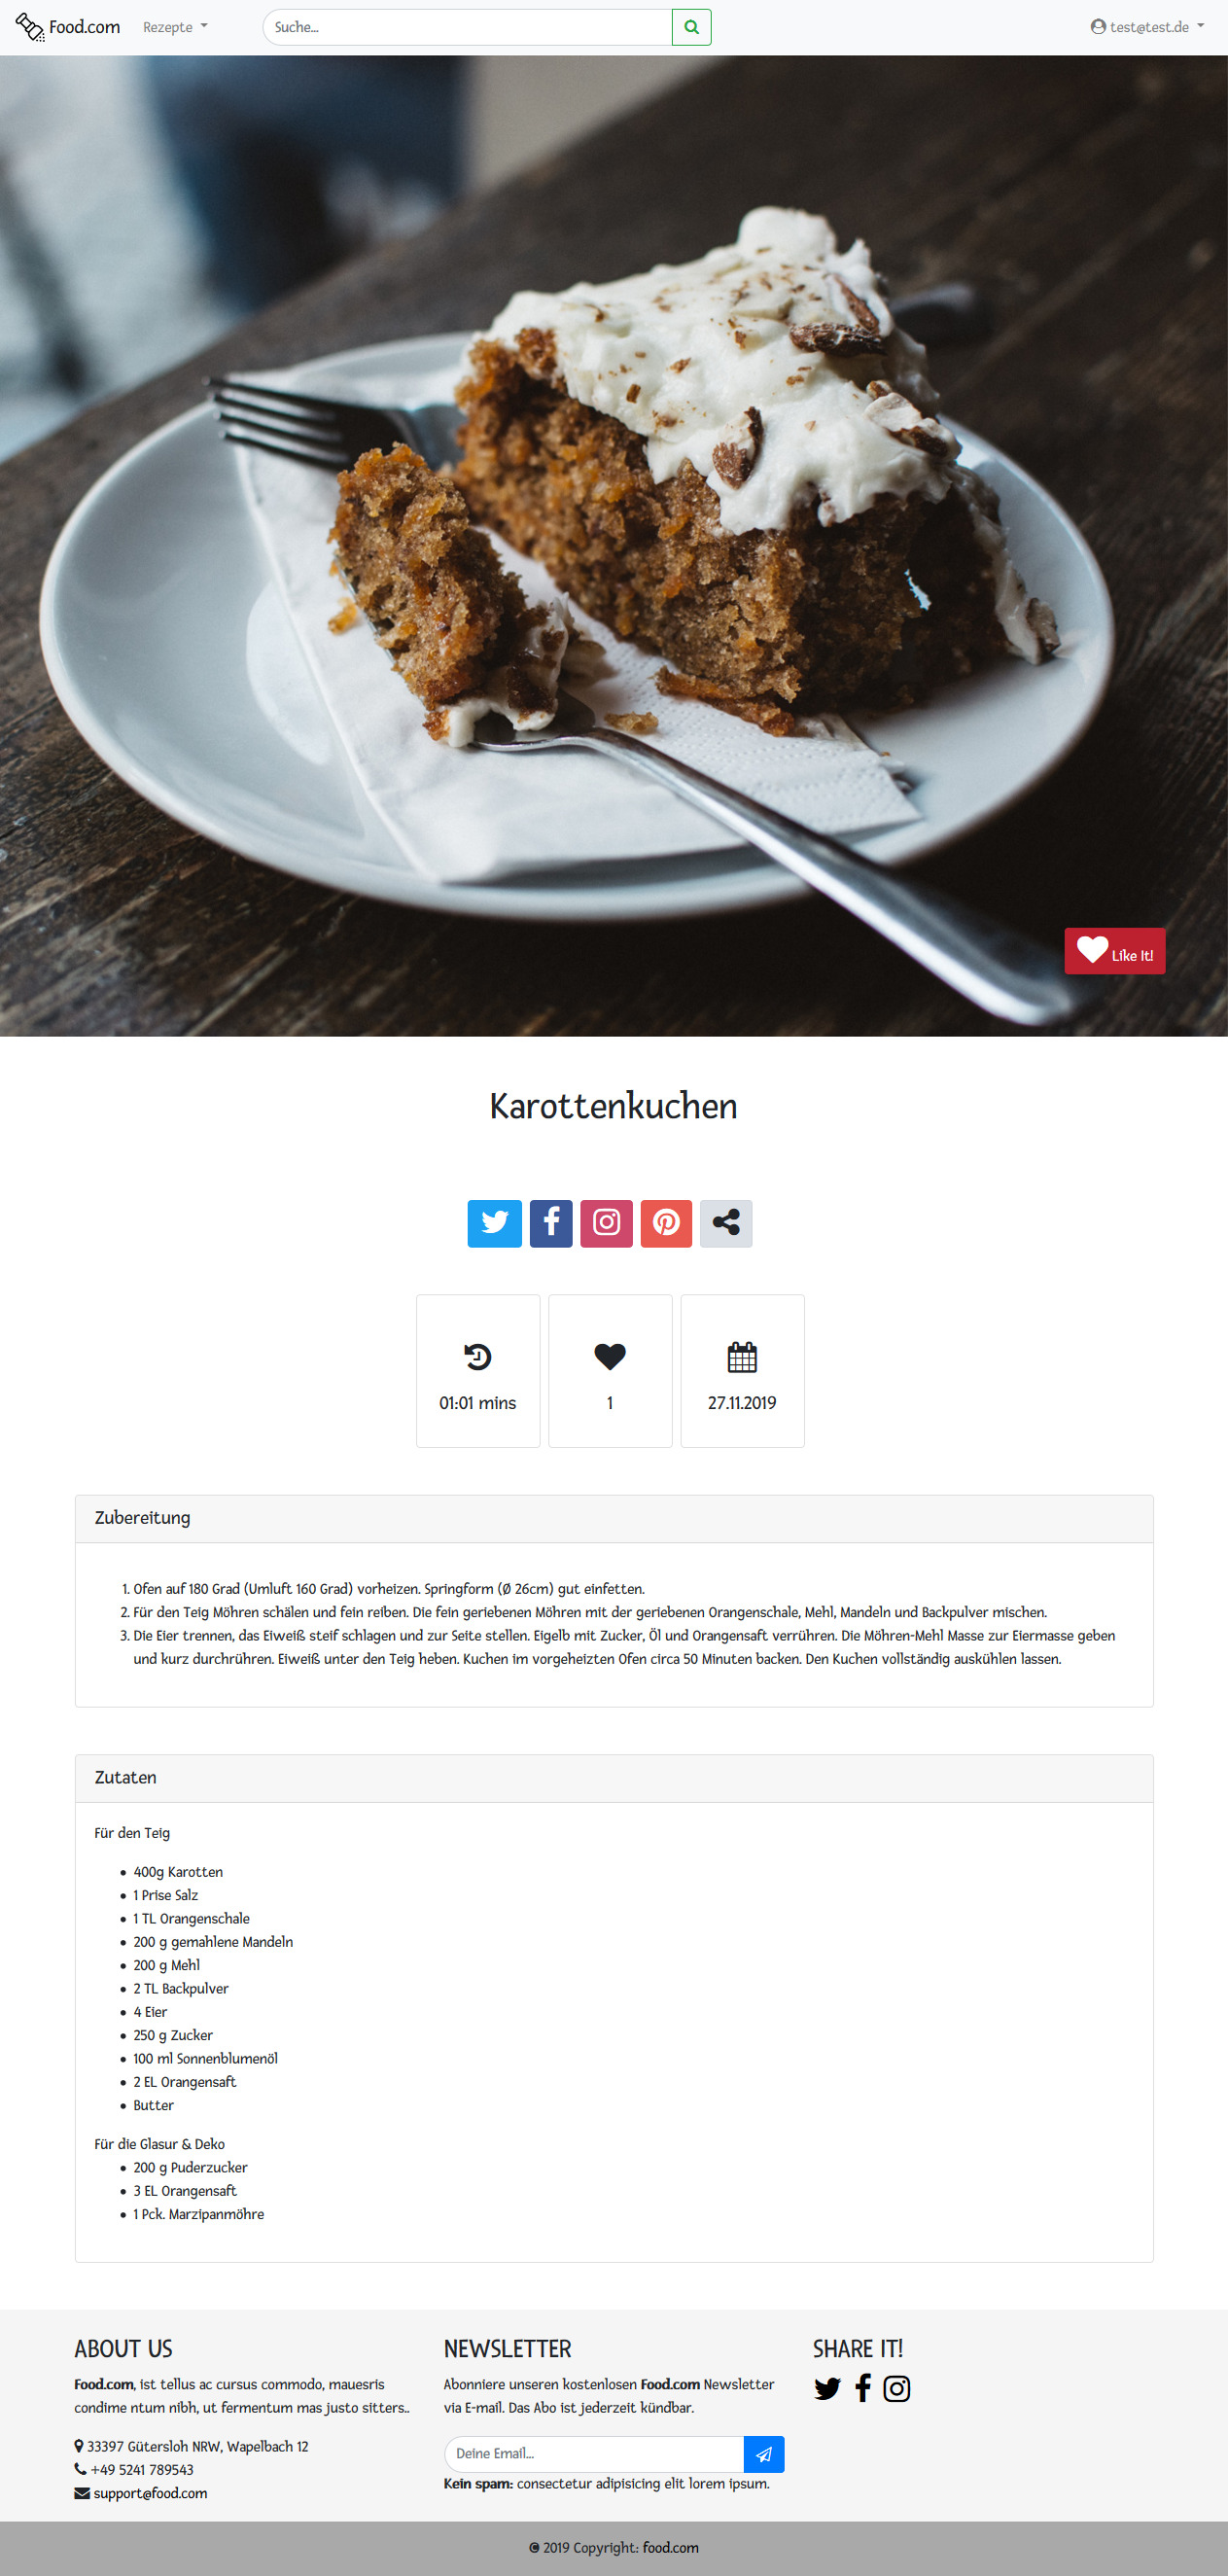 Food.com Rezepte Suche... test@test.de
Like It!
Karottenkuchen
01:01 mins 1 27.11.2019
Zubereitung
1. Ofen auf 180 Grad (Umluft 160 Grad) vorheizen. Springform (Ø 26cm) gut einfetten.
2. Für den Teig Möhren schälen und fein reiben. Die fein geriebenen Möhren mit der geriebenen Orangenschale, Mehl, Mandeln und Backpulver mischen.
3. Die Eier trennen, das Eiweiß steif schlagen und zur Seite stellen. Eigelb mit Zucker, Öl und Orangensaft verrühren. Die Möhren-Mehl Masse zur Eiermasse geben
und kurz durchrühren. Eiweiß unter den Teig heben. Kuchen im vorgeheizten Ofen circa 50 Minuten backen. Den Kuchen vollständig auskühlen lassen.
Zutaten
Für den Teig
• 400g Karotten
• 1 Prise Salz
• 1 TL Orangenschale
• 200 g gemahlene Mandeln
• 200 g Mehl
• 2 TL Backpulver
• 4 Eier
• 250 g Zucker
• 100 ml Sonnenblumenöl
• 2 EL Orangensaft
• Butter
Für die Glasur & Deko
• 200 g Puderzucker
• 3 EL Orangensaft
• 1 Pck. Marzipanmöhre
ABOUT US
Food.com, ist tellus ac cursus commodo, mauesris
condime ntum nibh, ut fermentum mas justo sitters..
33397 Gütersloh NRW, Wapelbach 12
+49 5241 789543
support@food.com
NEWSLETTER
Abonniere unseren kostenlosen Food.com Newsletter
via E-mail. Das Abo ist jederzeit kündbar.
Deine Email...
Kein spam: consectetur adipisicing elit lorem ipsum.
SHARE IT!
© 2019 Copyright: food.com